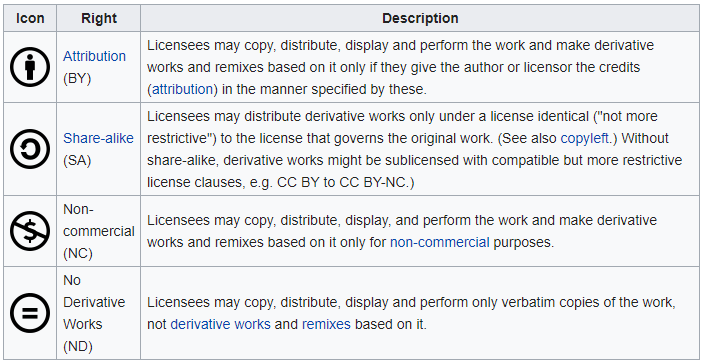 Icon Right Description
Attribution
(BY)
Licensees may copy, distribute, display and perform the work and make derivative
works and remixes based on it only if they give the author or licensor the credits
(attribution) in the manner specified by these.
Share-alike
(SA)
Licensees may distribute derivative works only under a license identical ("not more
restrictive") to the license that governs the original work. (See also copyleft.) Without
share-alike, derivative works might be sublicensed with compatible but more restrictive
license clauses, e.g. CC BY to CC BY-NC.)
Non-
commercial
(NC)
Licensees may copy, distribute, display, and perform the work and make derivative
works and remixes based on it only for non-commercial purposes.
No
Derivative
Works
(ND)
Licensees may copy, distribute, display and perform only verbatim copies of the work,
not derivative works and remixes based on it.